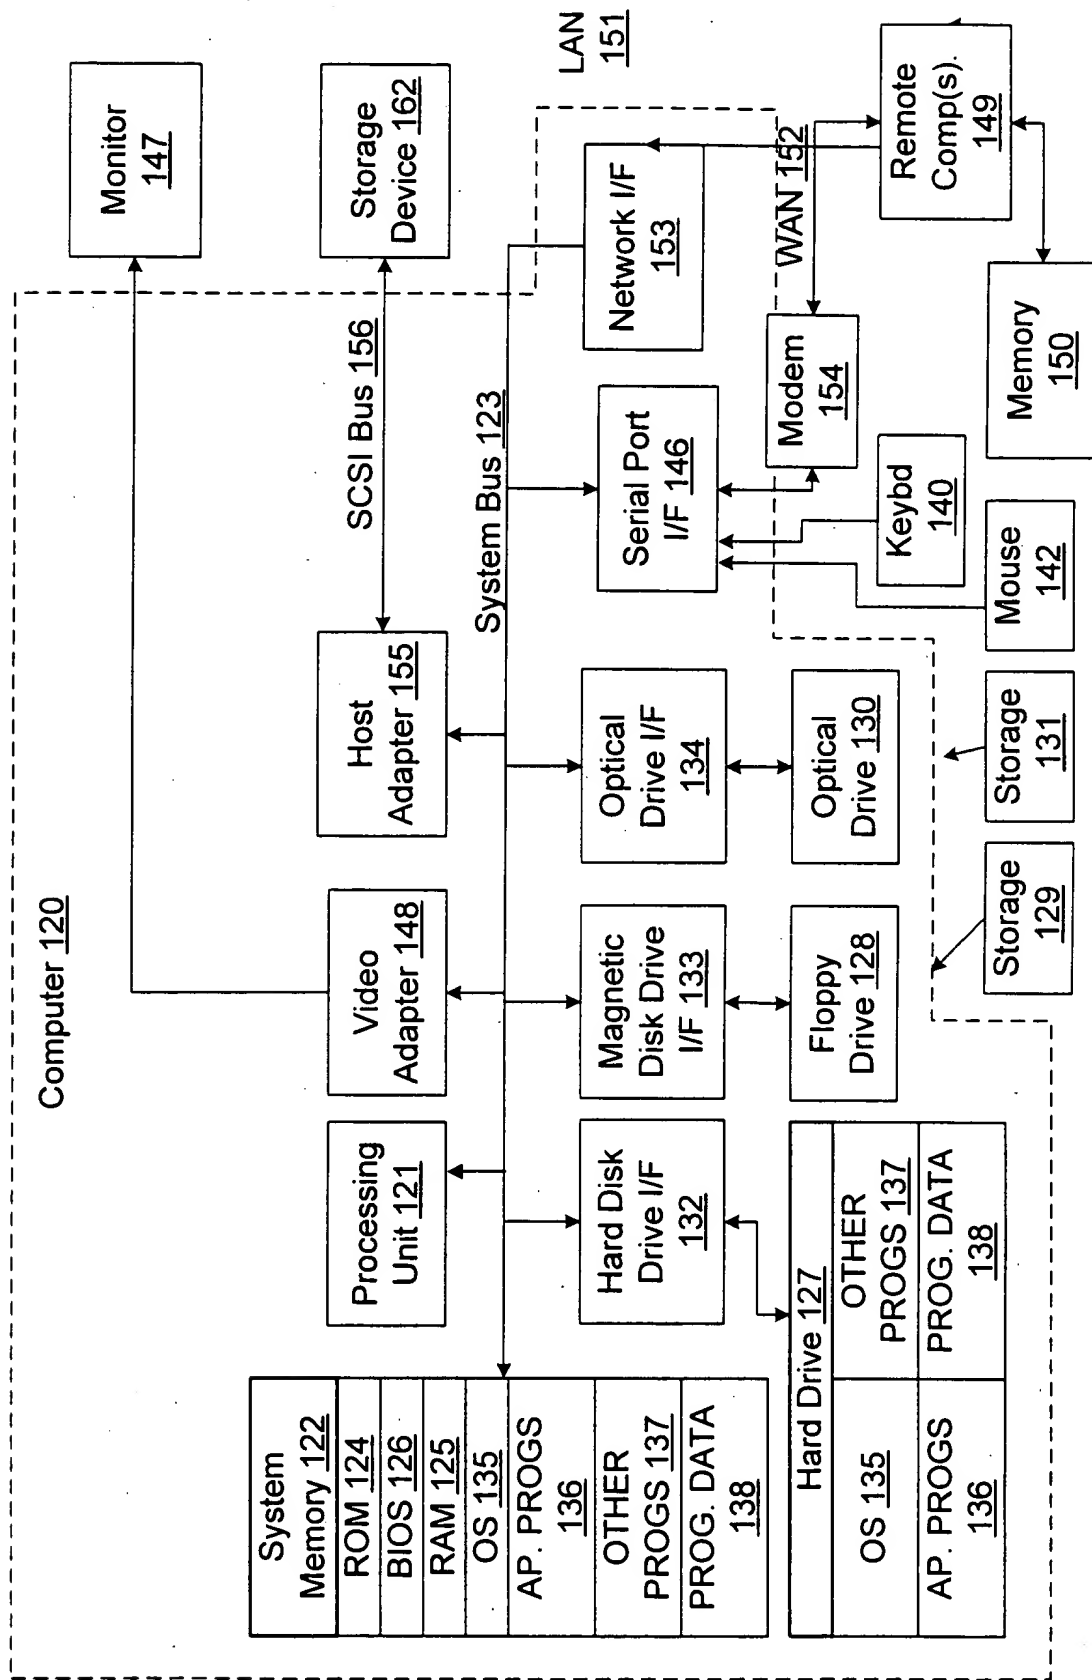 Computer 120
System
Memory 122
ROM 124
BIOS 126
RAM 125
OS 135
AP. PROGS
136
OTHER
PROGS 137
PROG. DATA
138
Processing
Unit 121
Video
Adapter 148
Host
Adapter 155
SCSI Bus 156
Monitor
147
Storage
Device 162
System Bus 123
LAN
151
Hard Disk
Drive I/F
132
Magnetic
Disk Drive
I/F 133
Optical
Drive I/F
134
Serial Port
I/F 146
Network I/F
153
WAN 152
Hard Drive 127
OS 135
OTHER
PROGS 137
AP. PROGS
136
PROG. DATA
138
Floppy
Drive 128
Optical
Drive 130
Modem
154
Remote
Comp(s).
149
Keybd
140
Storage
129
Storage
131
Mouse
142
Memory
150